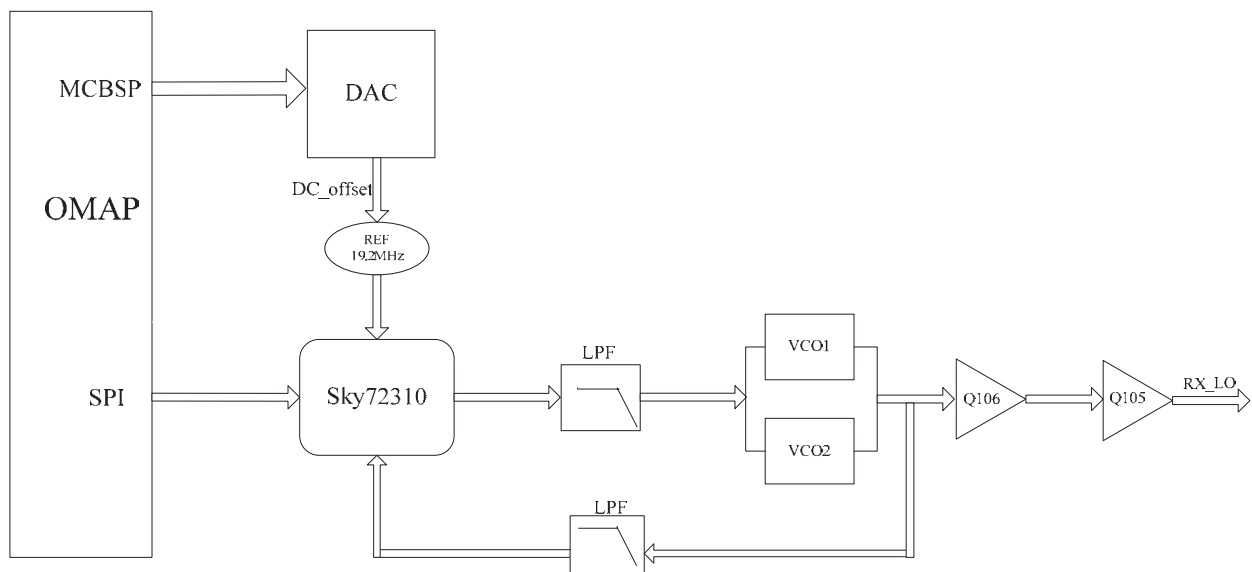 MCBSP
DAC
DC_offset
OMAP
REF
19.2MHz
LPF
VCO1
SPI
Sky72310
Q106
Q105
RX_LO
VCO2
LPF